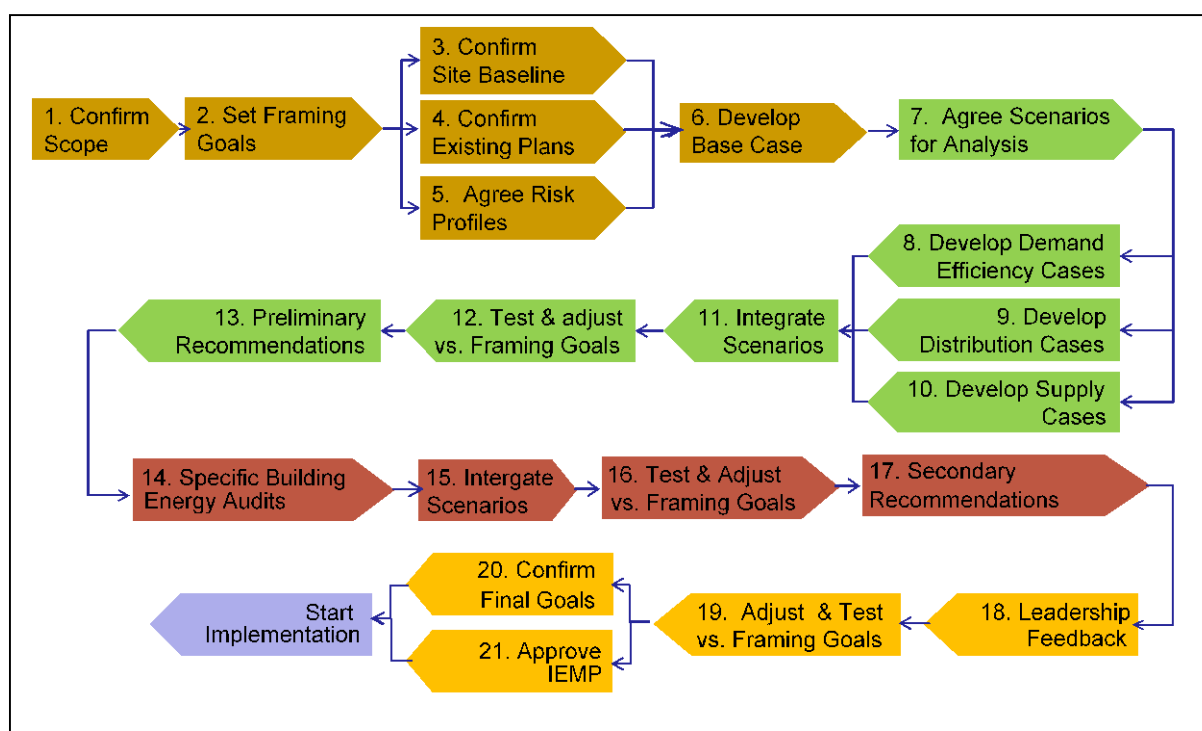 1. Confirm
Scope
2. Set Framing
Goals
3. Confirm
Site Baseline
4. Confirm
Existing Plans
5. Agree Risk
Profiles
6. Develop
Base Case
7. Agree Scenarios
for Analysis
8. Develop Demand
Efficiency Cases
9. Develop
Distribution Cases
10. Develop Supply
Cases
11. Integrate
Scenarios
12. Test & adjust
vs. Framing Goals
13. Preliminary
Recommendations
14. Specific Building
Energy Audits
15. Intergate
Scenarios
16. Test & Adjust
vs. Framing Goals
17. Secondary
Recommendations
18. Leadership
Feedback
19. Adjust & Test
vs. Framing Goals
20. Confirm
Final Goals
21. Approve
IEMP
Start
Implementation